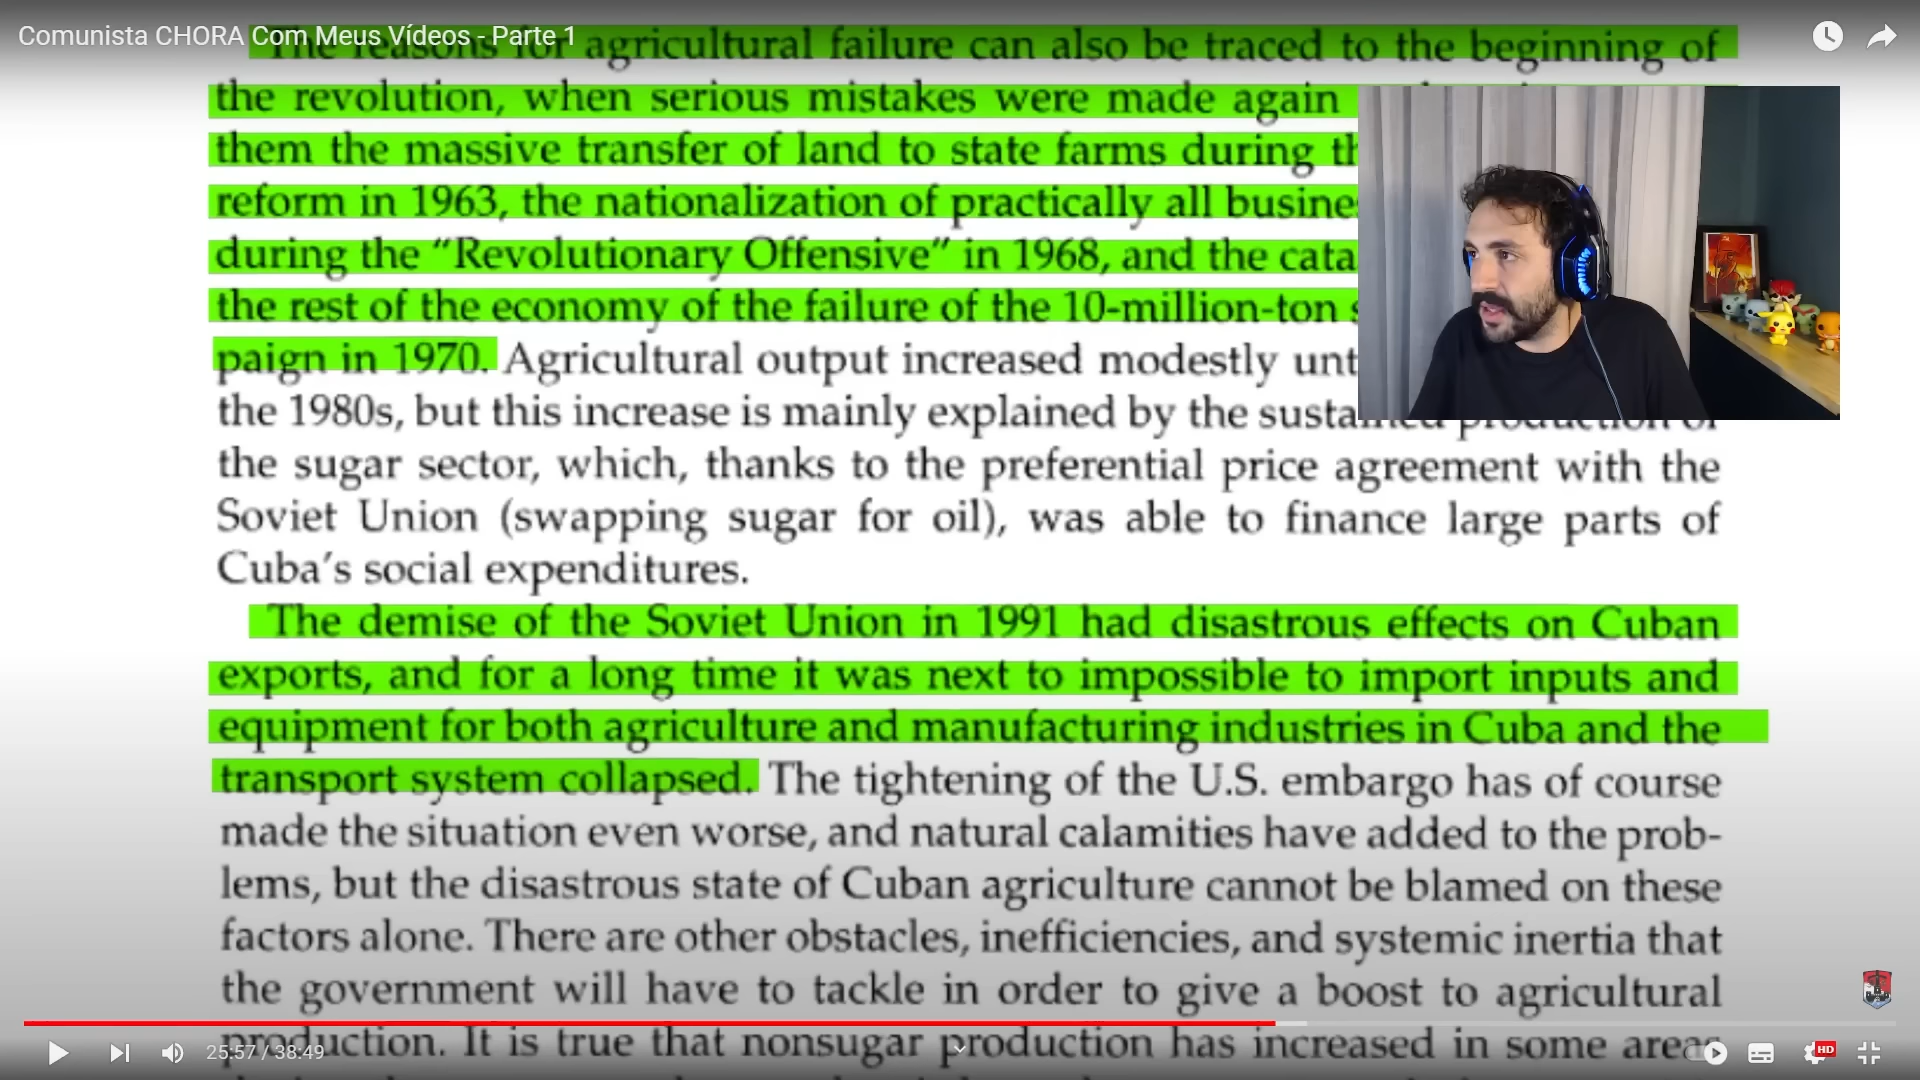 Comunista CHORA Com Meus Vídeos - Parte 1
The reasons for agricultural failure can also be traced to the beginning of
the revolution, when serious mistakes were made again
them the massive transfer of land to state farms during th
reform in 1963, the nationalization of practically all busines
during the “Revolutionary Offensive” in 1968, and the cata
the rest of the economy of the failure of the 10-million-ton s
paign in 1970. Agricultural output increased modestly unt
the 1980s, but this increase is mainly explained by the sustained production of
the sugar sector, which, thanks to the preferential price agreement with the
Soviet Union (swapping sugar for oil), was able to finance large parts of
Cuba’s social expenditures.
The demise of the Soviet Union in 1991 had disastrous effects on Cuban
exports, and for a long time it was next to impossible to import inputs and
equipment for both agriculture and manufacturing industries in Cuba and the
transport system collapsed. The tightening of the U.S. embargo has of course
made the situation even worse, and natural calamities have added to the prob-
lems, but the disastrous state of Cuban agriculture cannot be blamed on these
factors alone. There are other obstacles, inefficiencies, and systemic inertia that
the government will have to tackle in order to give a boost to agricultural
production. It is true that nonsugar production has increased in some areas
25:57 / 38:49
HD